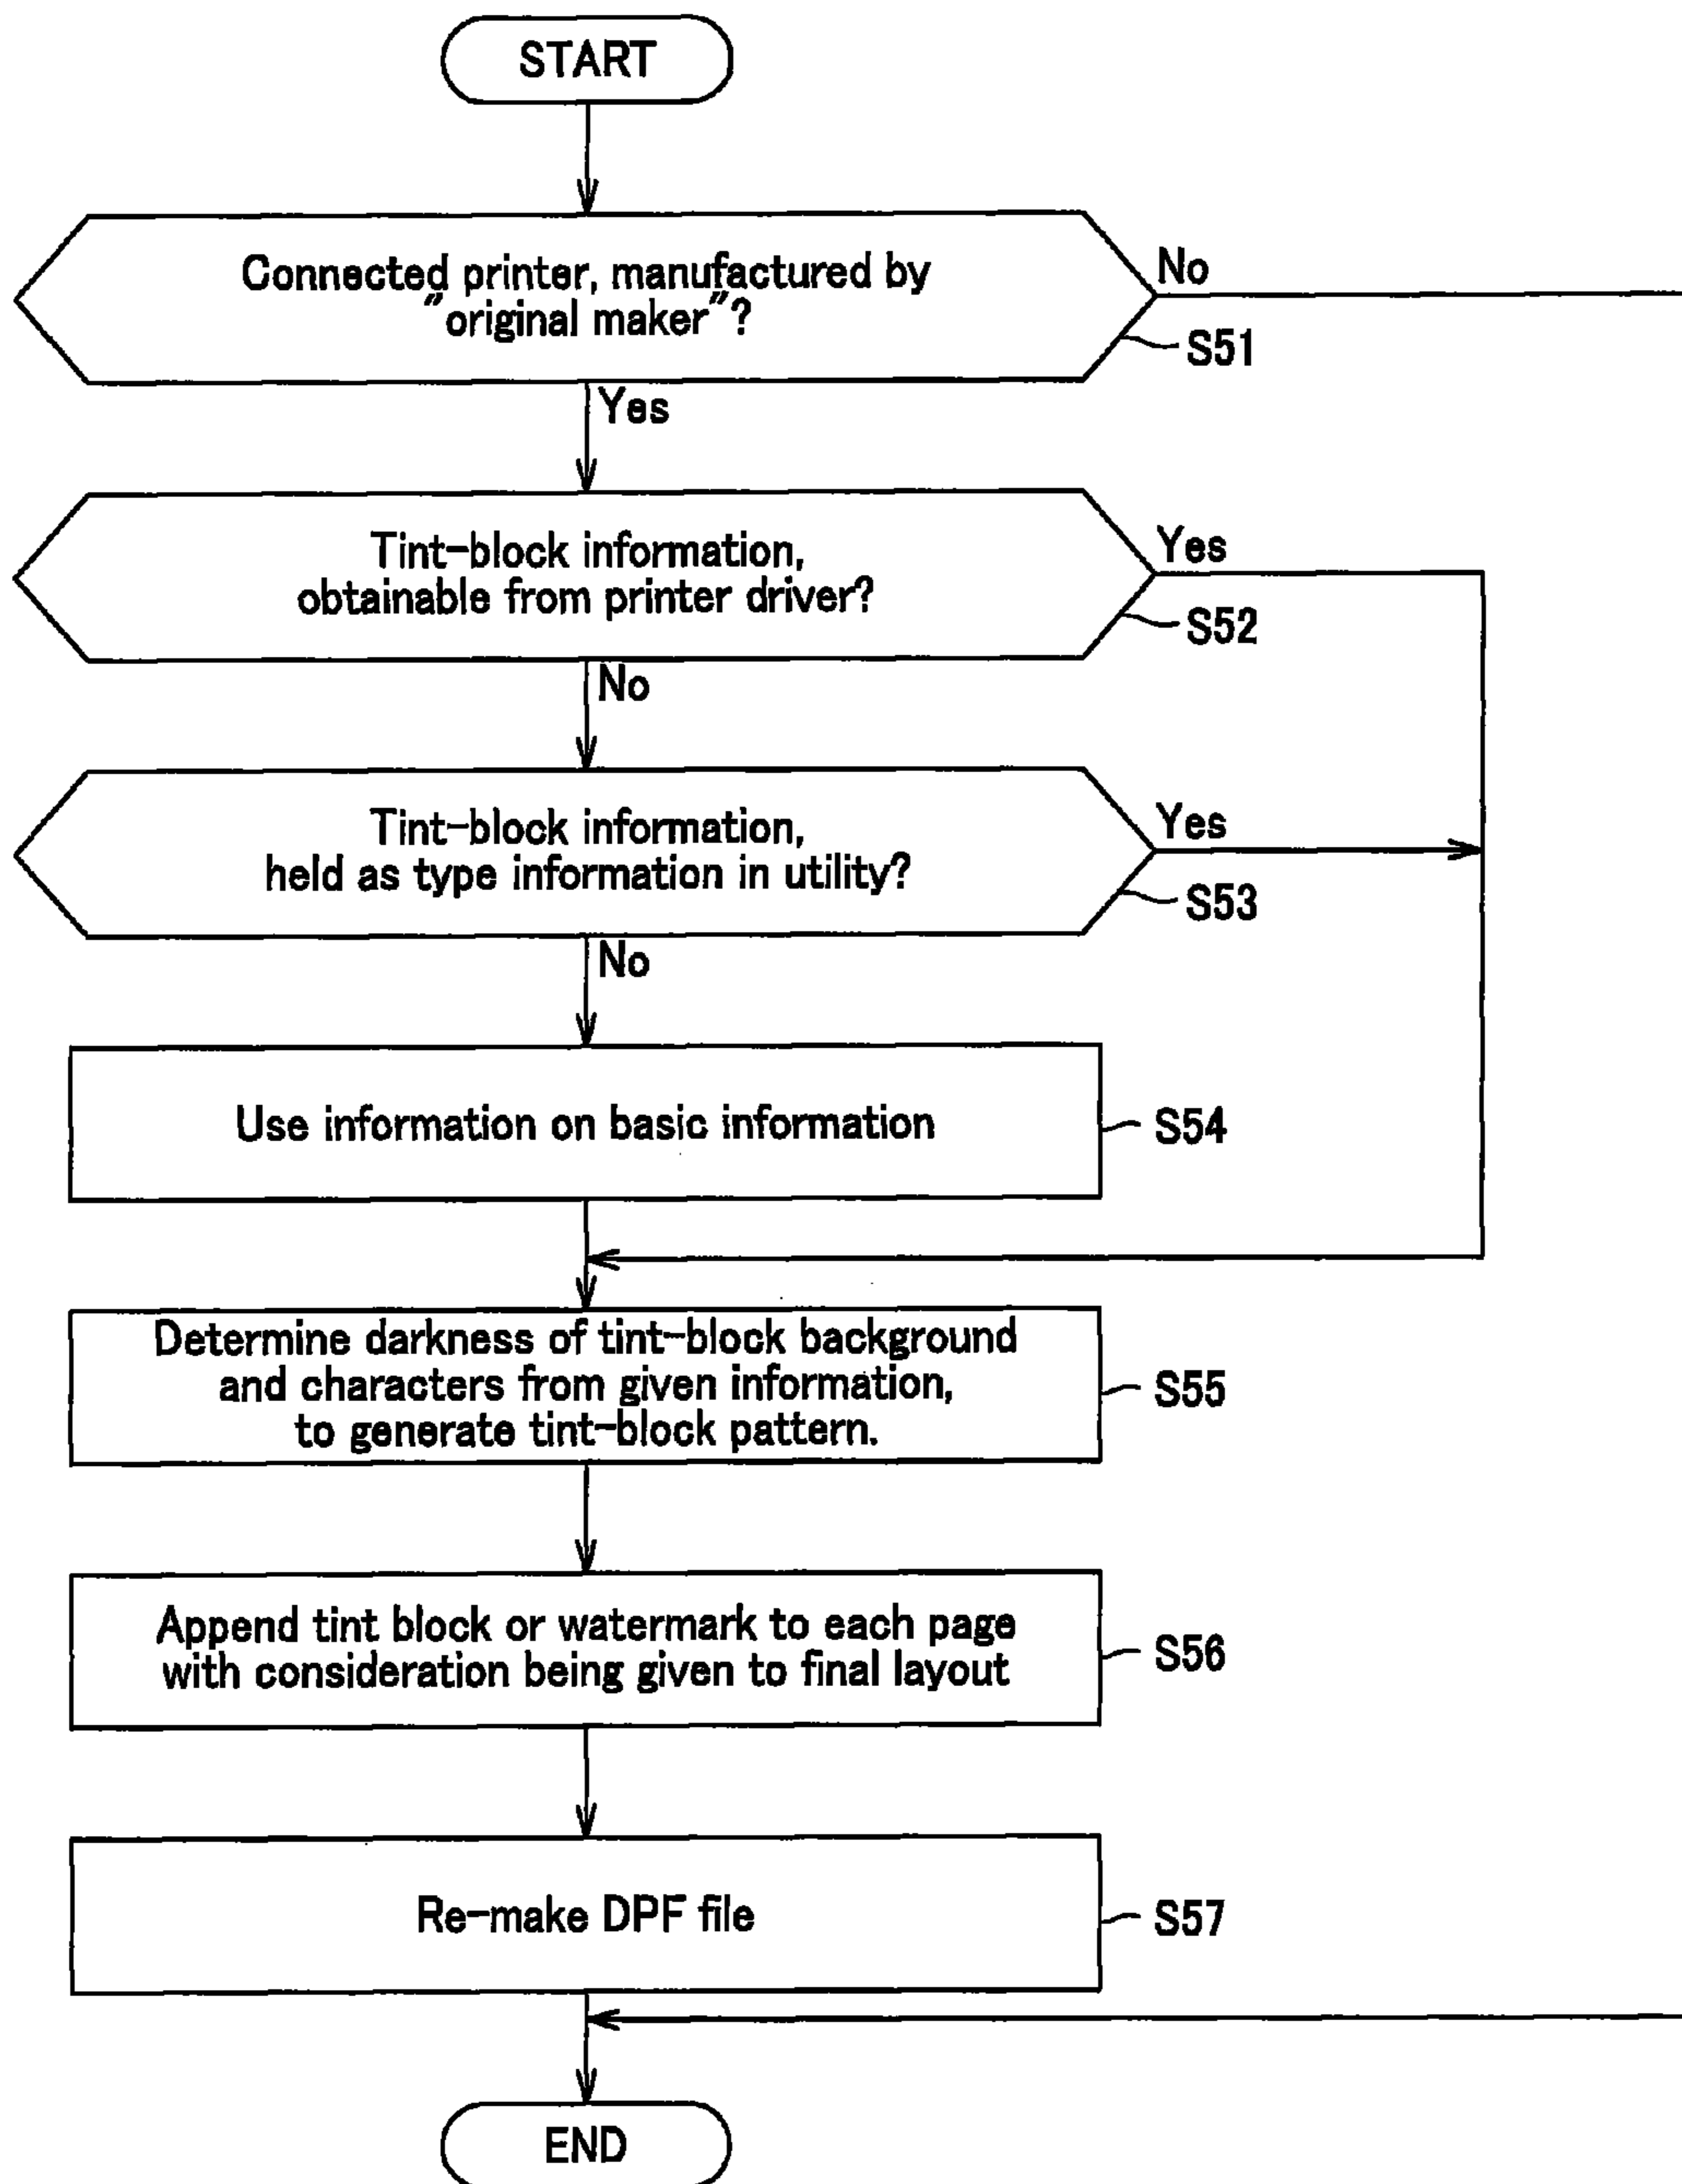 START
Connected printer, manufactured by
"original maker"?
No
S51
Yes
Tint-block information,
obtainable from printer driver?
Yes
S52
No
Tint-block information,
held as type information in utility?
Yes
S53
No
Use information on basic information
S54
Determine darkness of tint-block background
and characters from given information,
to generate tint-block pattern.
S55
Append tint block or watermark to each page
with consideration being given to final layout
S56
Re-make DPF file
S57
END